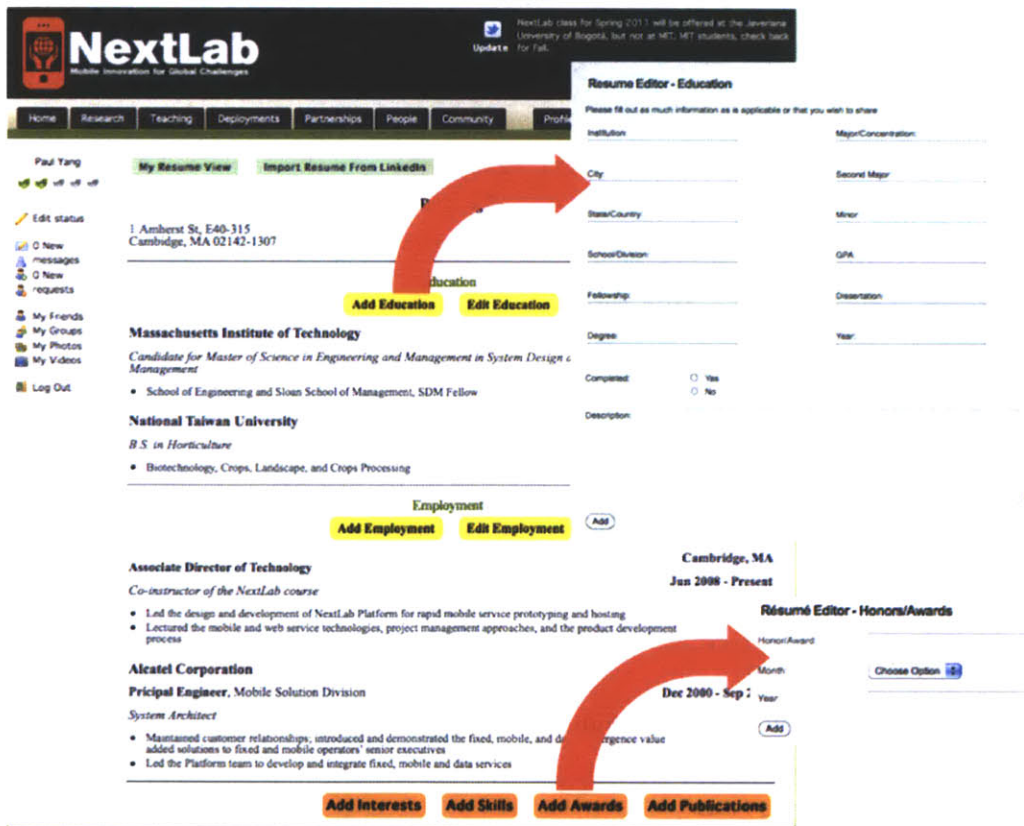 NextLab
Mobile Innovation for Global Challenges
Update
NextLab class for Spring 2011 will be offered at the Javeriana
University of Bogotá, but not at MIT. MIT students, check back
for Fall.
Home Research Teaching Deployments Partnerships People Community Profile
Paul Yang
Edit status
0 New
messages
0 New
requests
My Friends
My Groups
My Photos
My Videos
Log Out
My Resume View Import Resume From LinkedIn
1 Amherst St, E40-315
Cambidge, MA 02142-1307
Add Education Edit Education
Massachusetts Institute of Technology
Candidate for Master of Science in Engineering and Management in System Design
Management
• School of Engineering and Sloan School of Management, SDM Fellow
National Taiwan University
B.S. in Horticulture
• Biotechnology, Crops, Landscape, and Crops Processing
Employment
Add Employment Edit Employment
Cambridge, MA
Associate Director of Technology
Jun 2008 - Present
Co-instructor of the NextLab course
• Led the design and development of NextLab Platform for rapid mobile service prototyping and hosting
• Lectured the mobile and web service technologies, project management approaches, and the product development
process
Alcatel Corporation
Pricipal Engineer, Mobile Solution Division Dec 2000 - Sep
System Architect
• Maintained customer relationships; introduced and demonstrated the fixed, mobile, and value
added solutions to fixed and mobile operators' senior executives
• Led the Platform team to develop and integrate fixed, mobile and data services
Add Interests Add Skills Add Awards Add Publications
Resume Editor - Education
Please fill out as much information as is applicable or that you wish to share
Institution: Major/Concentration:
City: Second Major:
State/Country Minor
School/Division: GPA
Fellowship: Dissertation
Degree: Year:
Completed: Yes
No
Description:
Add
Résumé Editor - Honors/Awards
Honor/Award
Month Choose Option
Year
Add